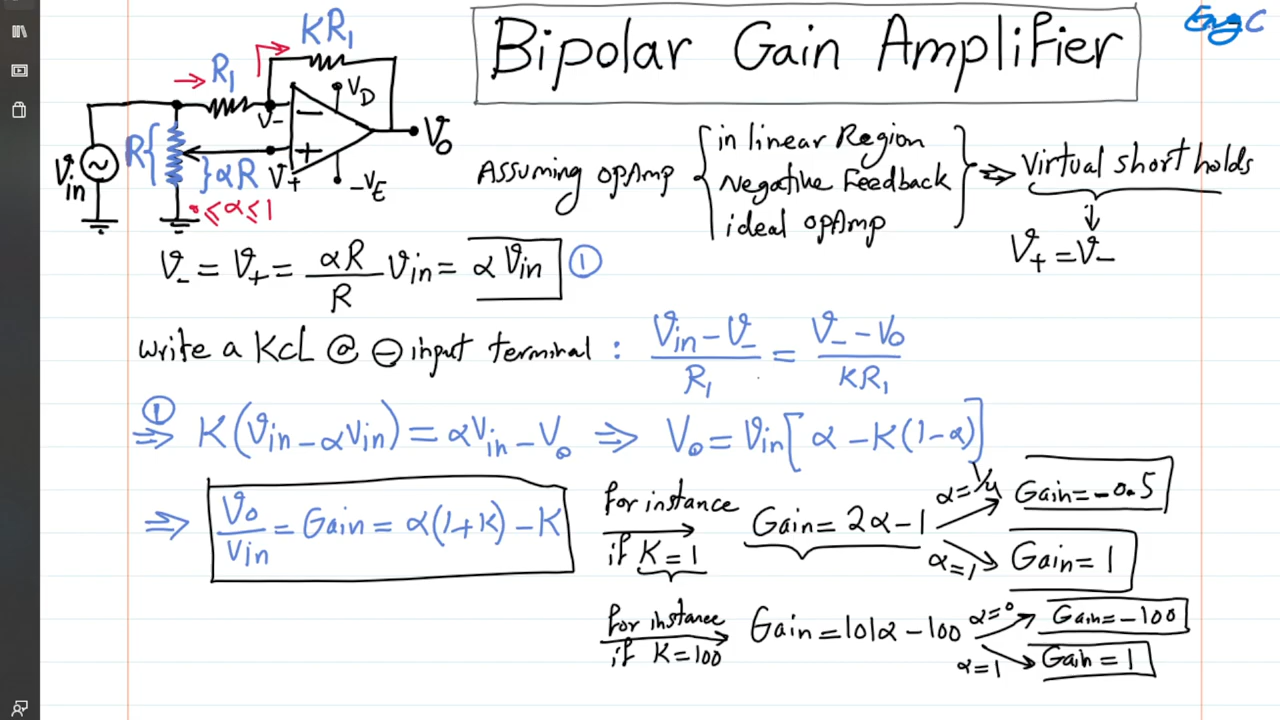 Bipolar Gain Amplifier
EngC
KR₁
R₁
V_D
V₋
V₀
R{
}αR
V₊
Vin
-V_E
0≤α≤1
Assuming opAmp { in linear Region
Negative Feedback
ideal opAmp } ⇒ virtual short holds
V₊ = V₋
V₋ = V₊ = αR/R Vin = αVin ①
write a KCL @ ⊖ input terminal : (Vin - V₋)/R₁ = (V₋ - V₀)/KR₁
① ⇒ K(Vin - αVin) = αVin - V₀ ⇒ V₀ = Vin[α - K(1-α)]
⇒ V₀/Vin = Gain = α(1+K) - K
for instance
if K=1
Gain = 2α-1
α=1/4
Gain=-0.5
α=1
Gain=1
for instance
if K=100
Gain=101α-100
α=0
Gain=-100
α=1
Gain=1